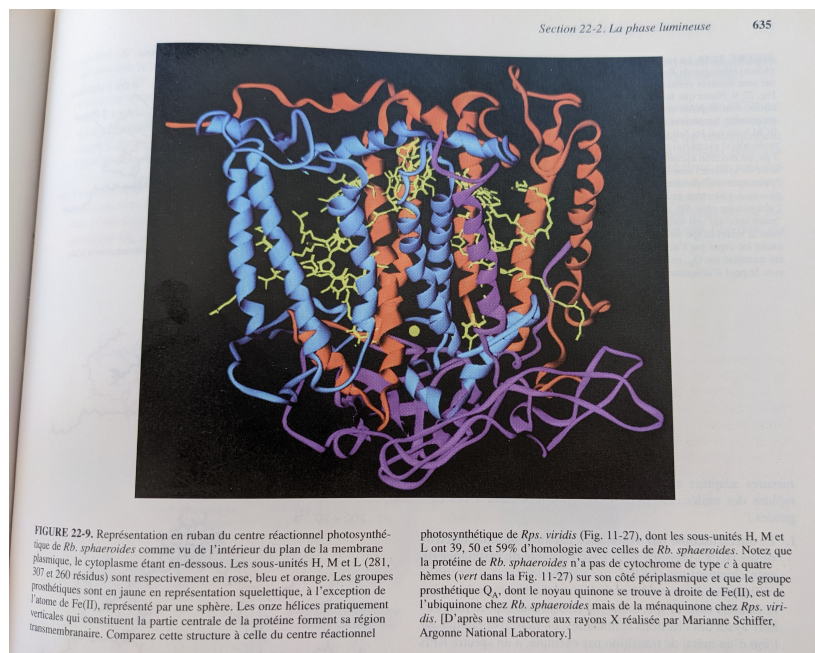 Section 22-2. La phase lumineuse 635
FIGURE 22-9. Représentation en ruban du centre réactionnel photosynthé-
tique de Rb. sphaeroides comme vu de l'intérieur du plan de la membrane
plasmique, le cytoplasme étant en-dessous. Les sous-unités H, M et L (281,
307 et 260 résidus) sont respectivement en rose, bleu et orange. Les groupes
prosthétiques sont en jaune en représentation squelettique, à l'exception de
l'atome de Fe(II), représenté par une sphère. Les onze hélices pratiquement
verticales qui constituent la partie centrale de la protéine forment sa région
transmembranaire. Comparez cette structure à celle du centre réactionnel
photosynthétique de Rps. viridis (Fig. 11-27), dont les sous-unités H, M et
L ont 39, 50 et 59% d'homologie avec celles de Rb. sphaeroides. Notez que
la protéine de Rb. sphaeroides n'a pas de cytochrome de type c à quatre
hèmes (vert dans la Fig. 11-27) sur son côté périplasmique et que le groupe
prosthétique QA, dont le noyau quinone se trouve à droite de Fe(II), est de
l'ubiquinone chez Rb. sphaeroides mais de la ménaquinone chez Rps. viri-
dis. [D'après une structure aux rayons X réalisée par Marianne Schiffer,
Argonne National Laboratory.]